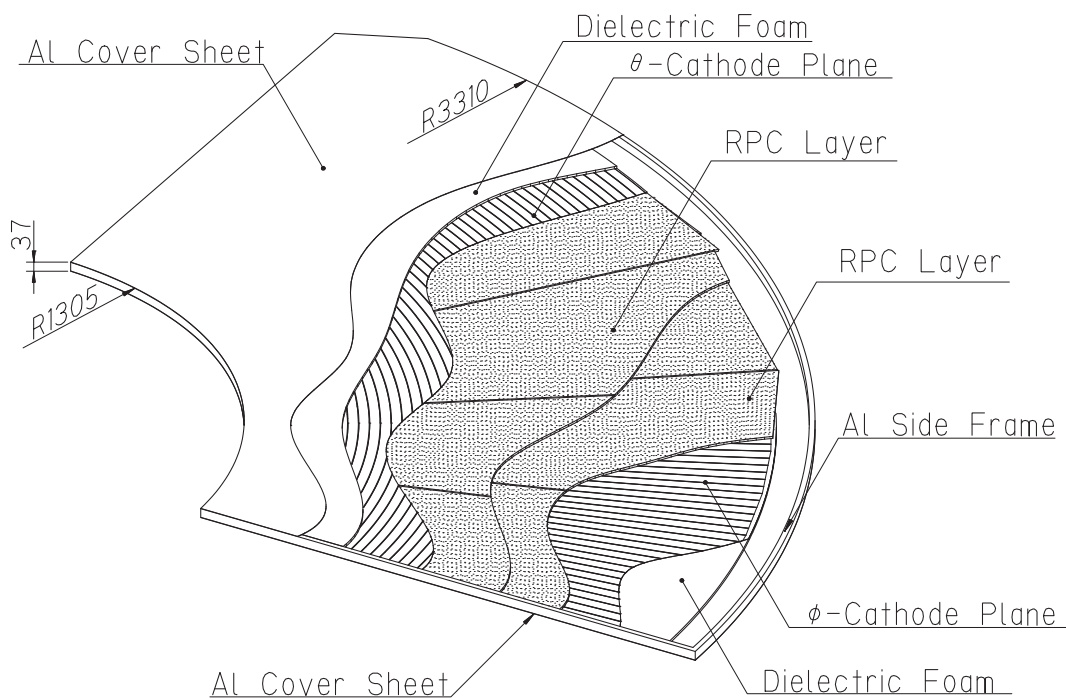 Dielectric Foam
Al Cover Sheet
θ-Cathode Plane
R3310
RPC Layer
37
RPC Layer
R1305
Al Side Frame
ϕ-Cathode Plane
Al Cover Sheet
Dielectric Foam